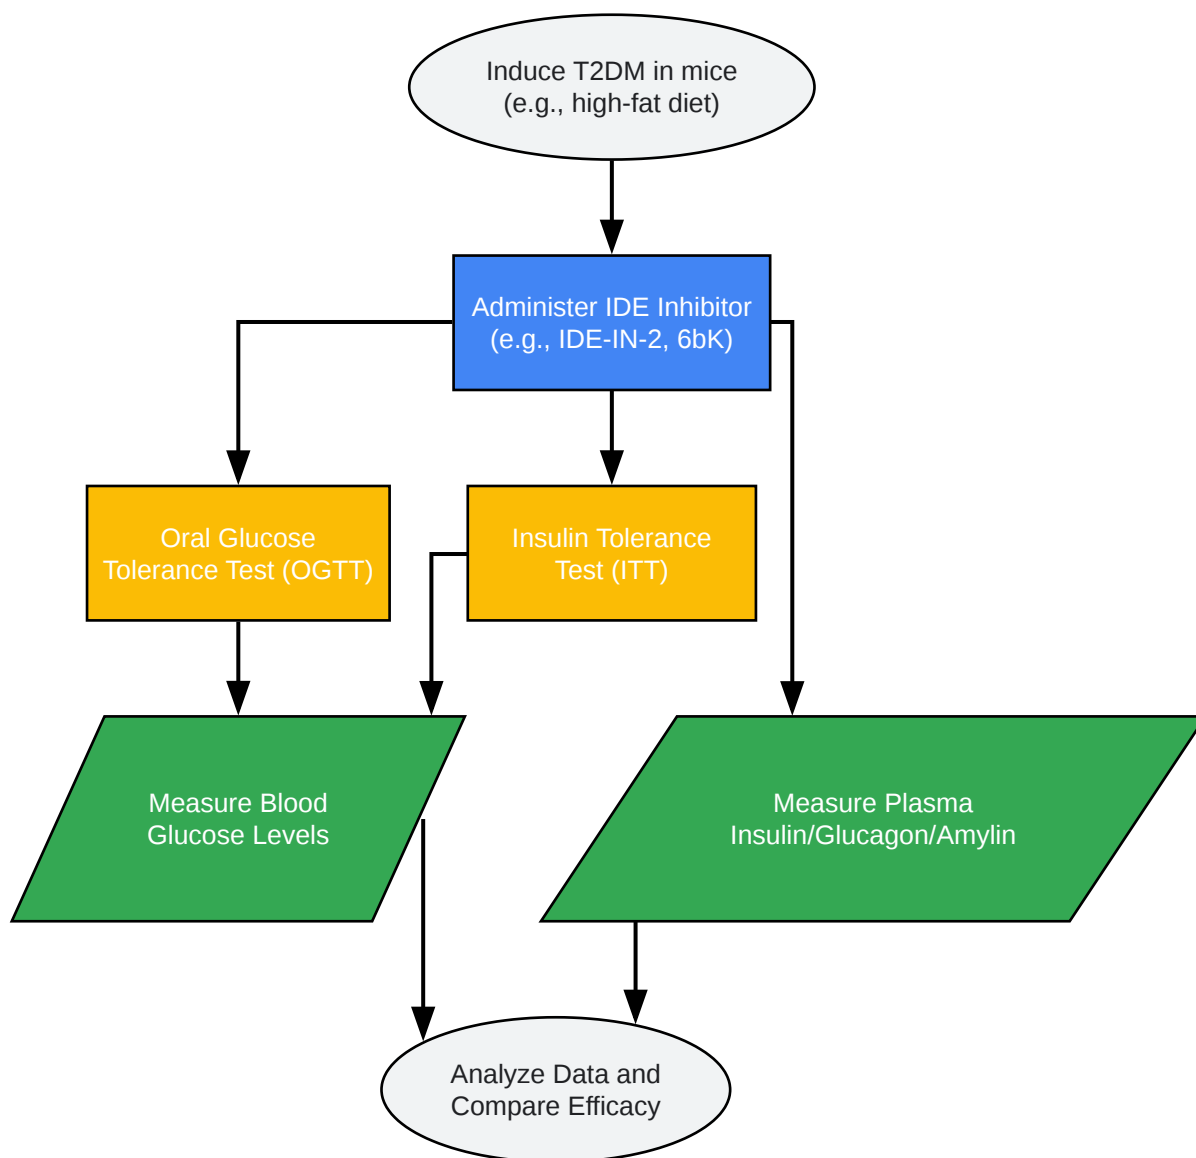 Induce T2DM in mice
(e.g., high-fat diet)
Administer IDE Inhibitor
(e.g., IDE-IN-2, 6bK)
Oral Glucose
Tolerance Test (OGTT)
Insulin Tolerance
Test (ITT)
Measure Blood
Glucose Levels
Measure Plasma
Insulin/Glucagon/Amylin
Analyze Data and
Compare Efficacy